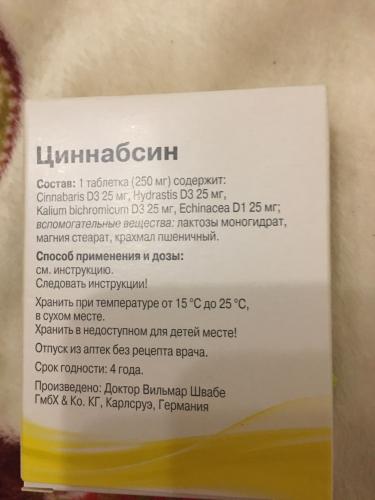 Циннабсин
Состав: 1 таблетка (250 мг) содержит:
Cinnabaris D3 25 мг, Hydrastis D3 25 мг,
Kalium bichromicum D3 25 мг, Echinacea D1 25 мг;
вспомогательные вещества: лактозы моногидрат,
магния стеарат, крахмал пшеничный.
Способ применения и дозы:
см. инструкцию.
Следовать инструкции!
Хранить при температуре от 15 °C до 25 °C,
в сухом месте.
Хранить в недоступном для детей месте!
Отпуск из аптек без рецепта врача.
Срок годности: 4 года.
Произведено: Доктор Вильмар Швабе
ГмбХ & Ко. КГ, Карлсруэ, Германия